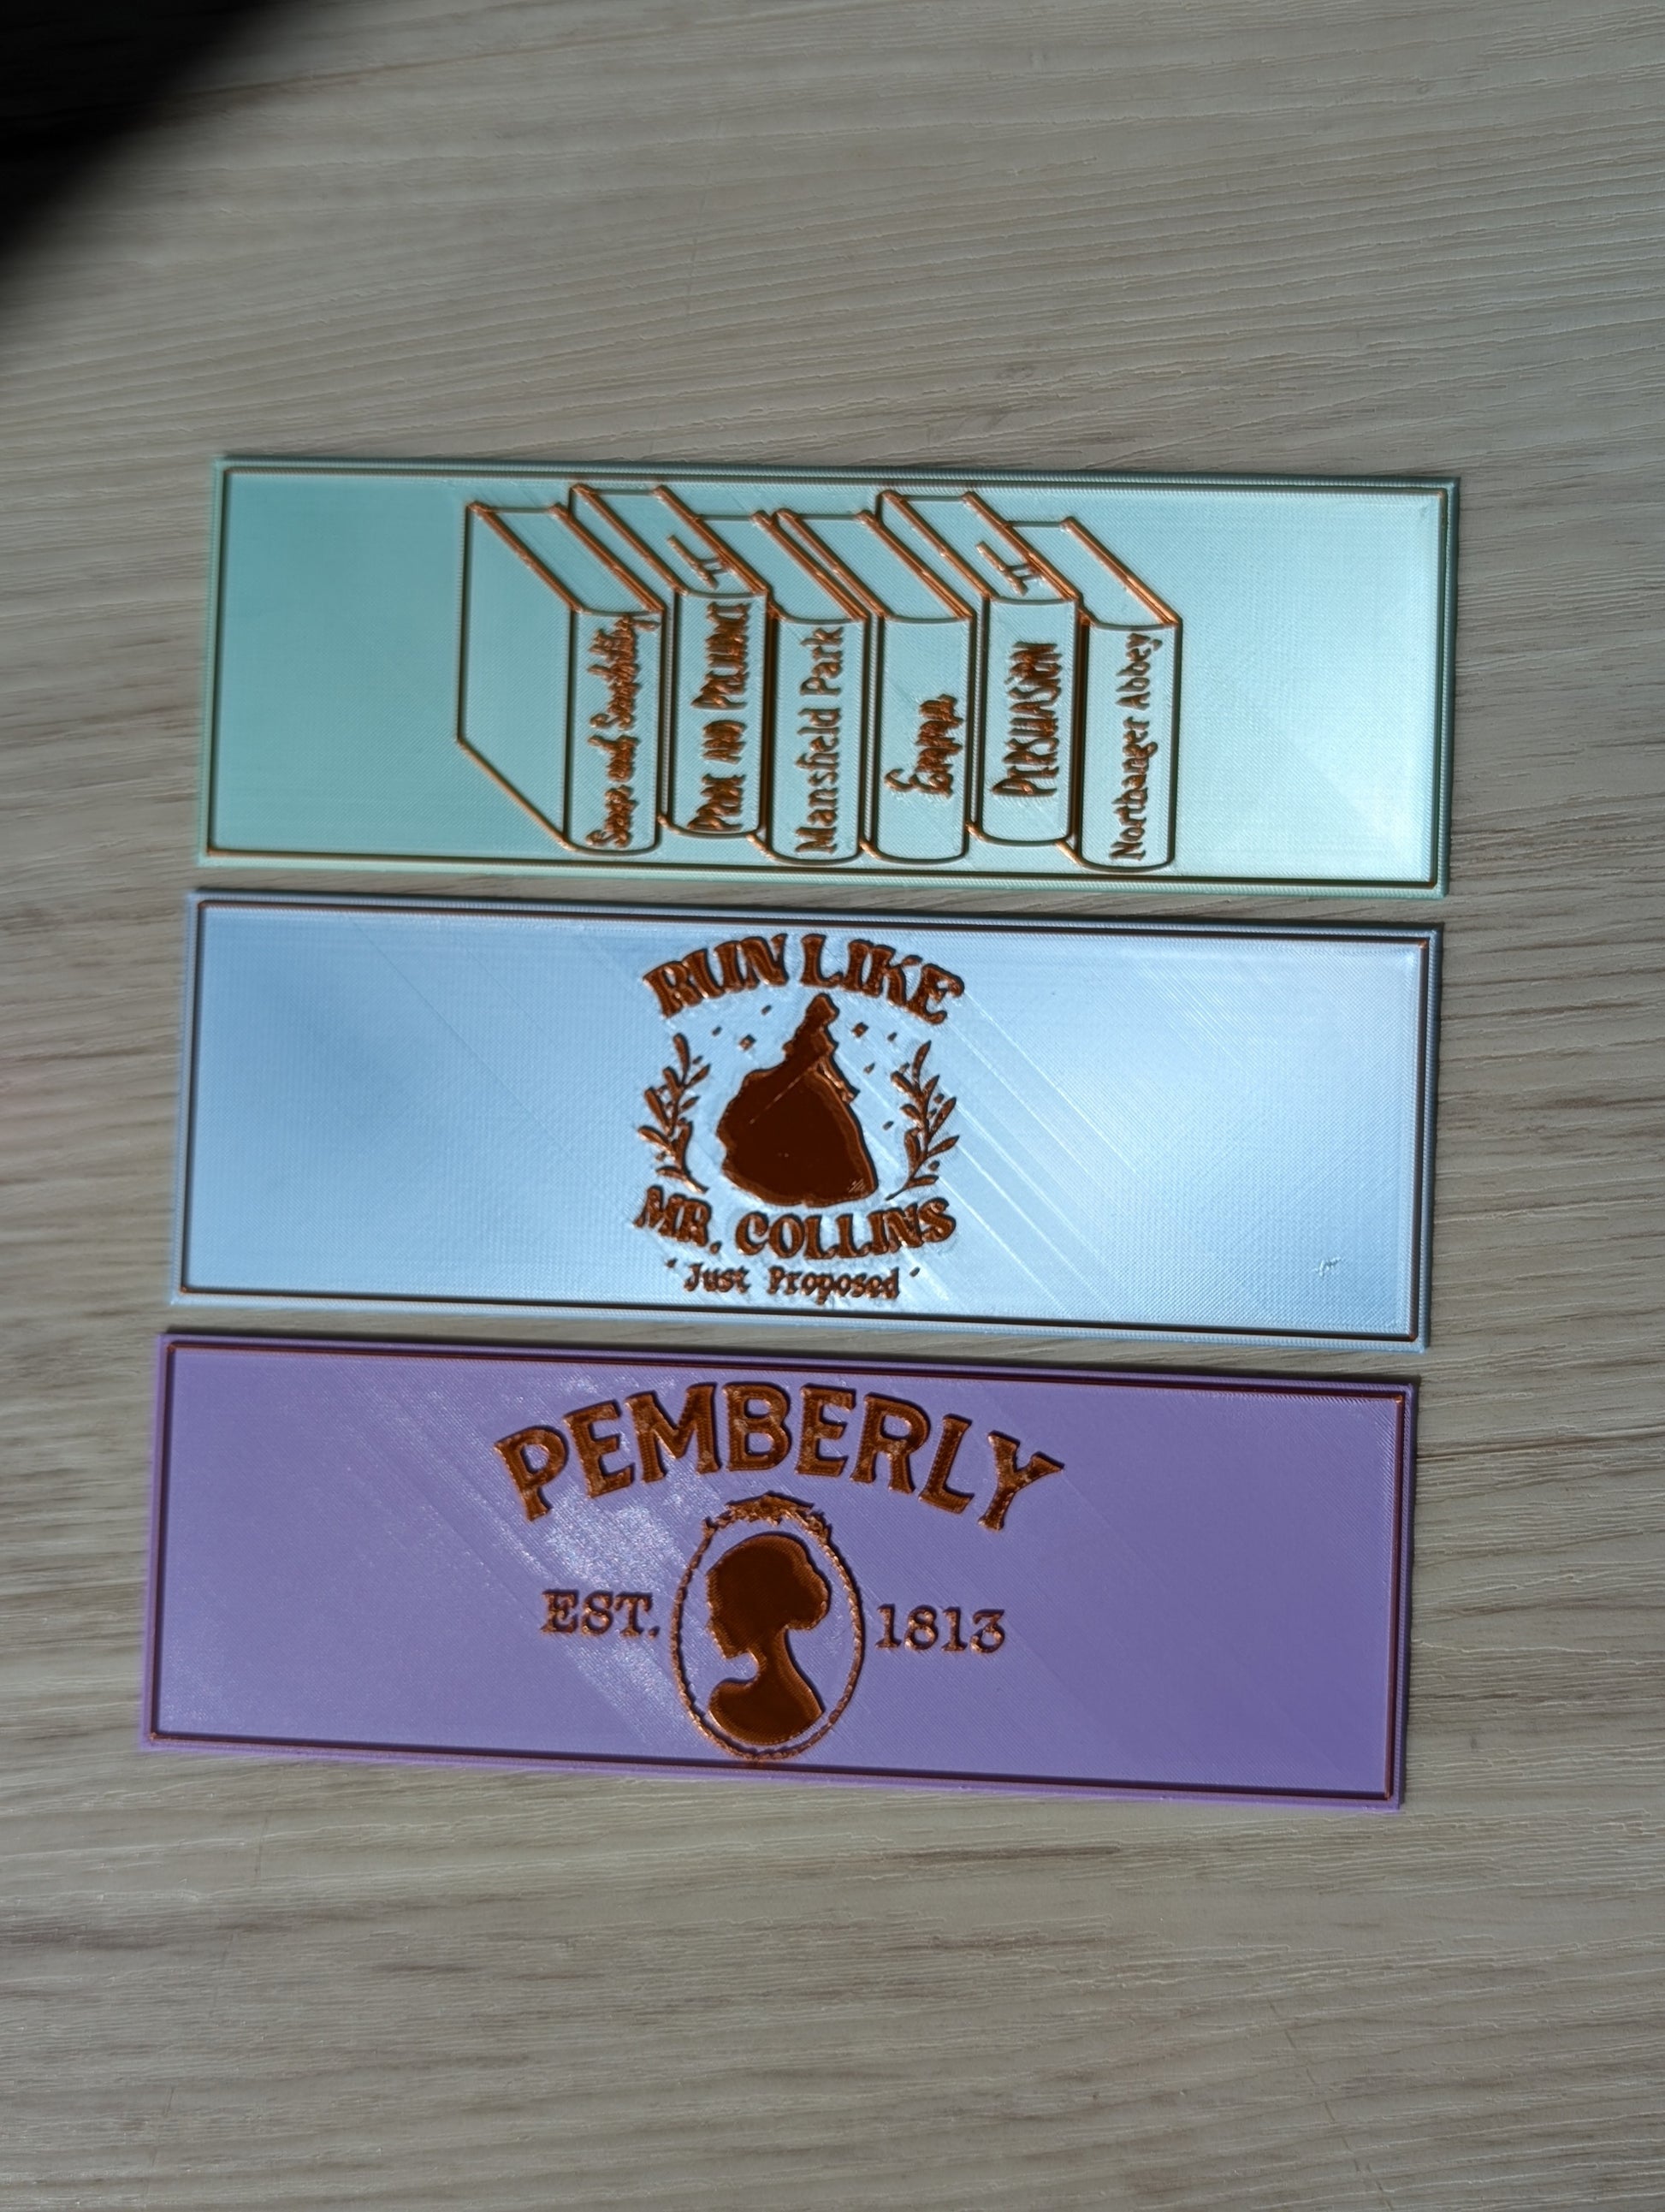 Sense and Sensibility
PRIDE AND PREJUDICE
Mansfield Park
Emma
PERSUASION
Northanger Abbey
RUN LIKE
MR. COLLINS
'Just Proposed'
PEMBERLY
EST. 1813